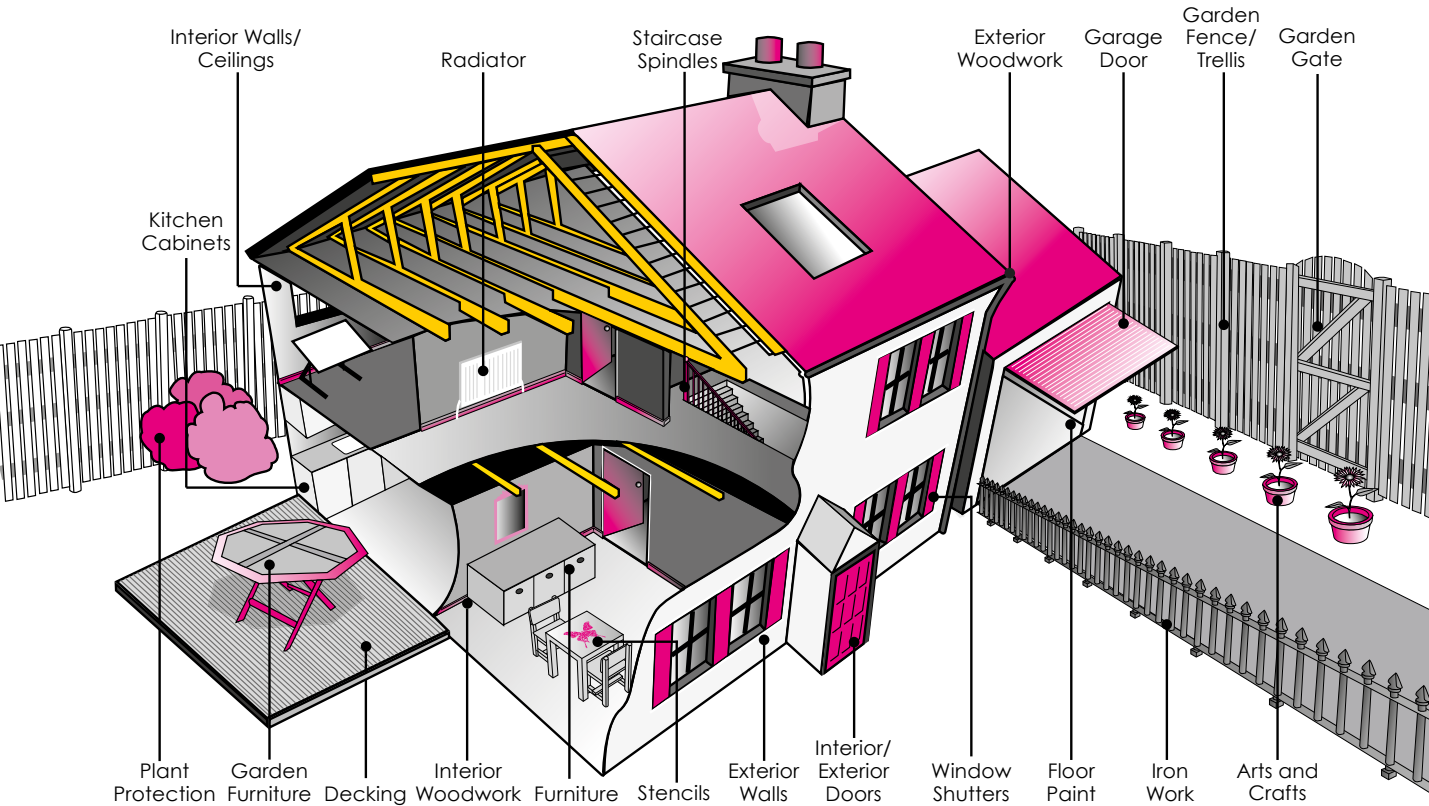 Interior Walls/
Ceilings
Radiator
Staircase
Spindles
Exterior
Woodwork
Garage
Door
Garden
Fence/
Trellis
Garden
Gate
Kitchen
Cabinets
Plant
Protection
Garden
Furniture
Decking
Interior
Woodwork
Furniture
Stencils
Exterior
Walls
Interior/
Exterior
Doors
Window
Shutters
Floor
Paint
Iron
Work
Arts and
Crafts